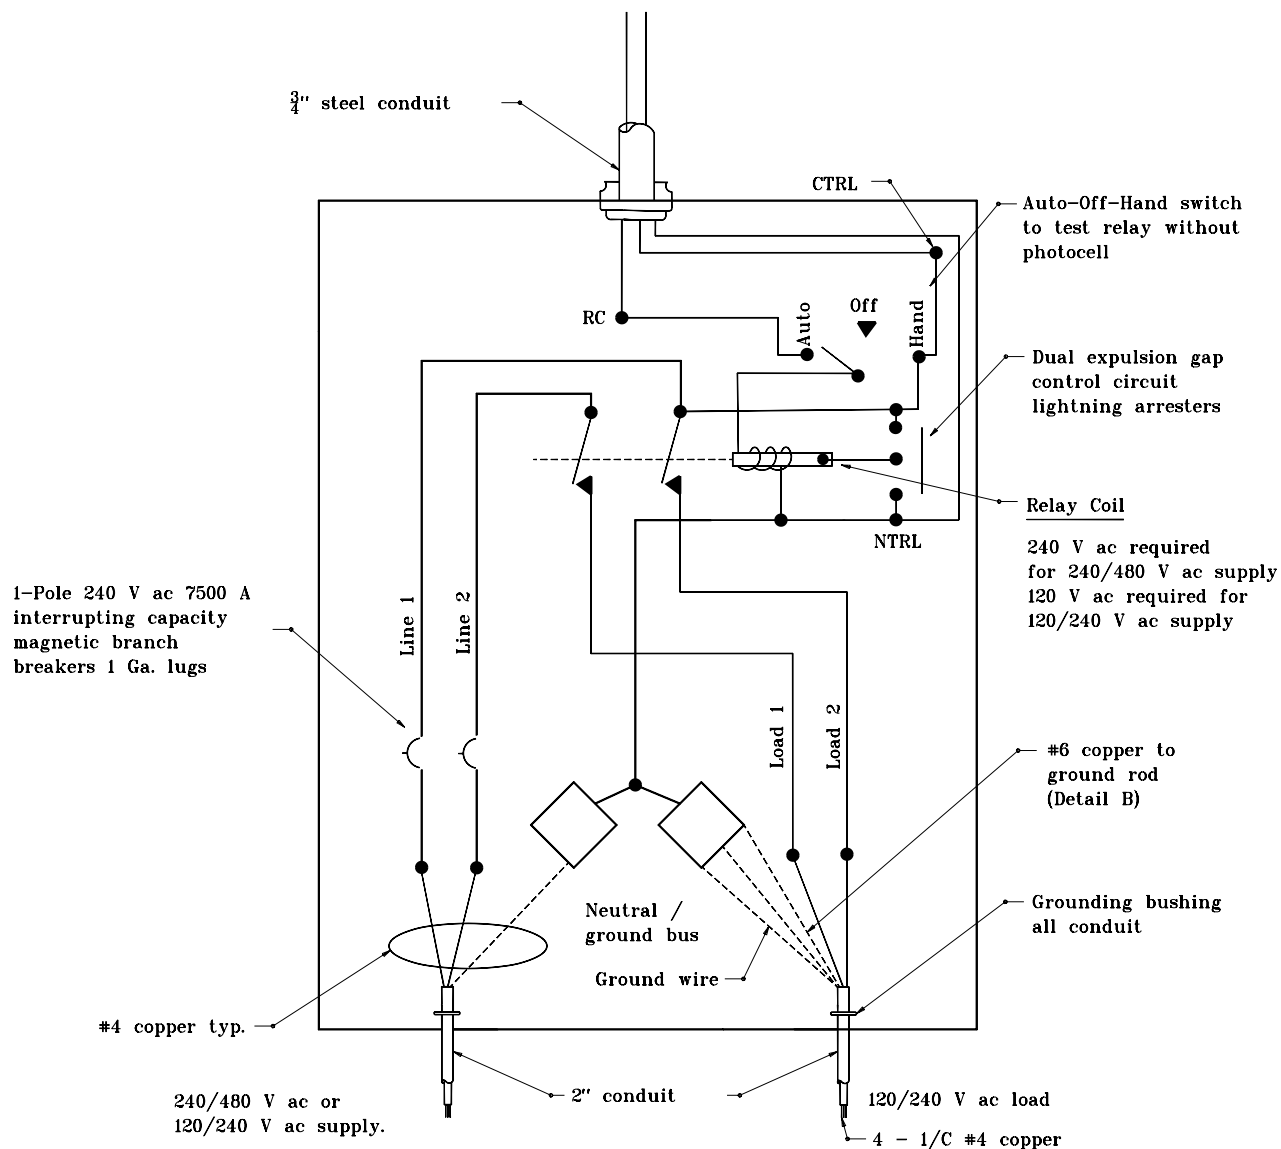 ¾" steel conduit
CTRL
Auto-Off-Hand switch
to test relay without
photocell
RC
Auto
Off
Hand
Dual expulsion gap
control circuit
lightning arresters
Relay Coil
240 V ac required
for 240/480 V ac supply
120 V ac required for
120/240 V ac supply
NTRL
1-Pole 240 V ac 7500 A
interrupting capacity
magnetic branch
breakers 1 Ga. lugs
Line 1
Line 2
Load 1
Load 2
#6 copper to
ground rod
(Detail B)
Neutral /
ground bus
Ground wire
Grounding bushing
all conduit
#4 copper typ.
2" conduit
240/480 V ac or
120/240 V ac supply.
120/240 V ac load
4 - 1/C #4 copper